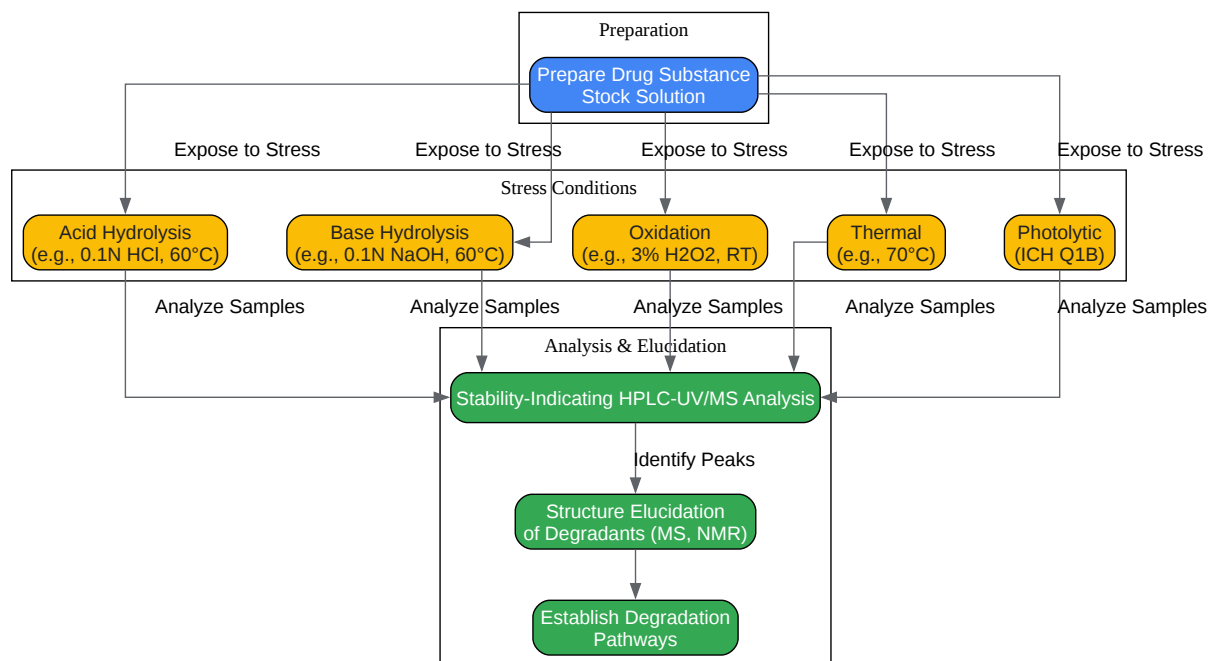 Preparation
Prepare Drug Substance
Stock Solution
Expose to Stress
Expose to Stress
Expose to Stress
Expose to Stress
Expose to Stress
Stress Conditions
Acid Hydrolysis
(e.g., 0.1N HCl, 60°C)
Base Hydrolysis
(e.g., 0.1N NaOH, 60°C)
Oxidation
(e.g., 3% H2O2, RT)
Thermal
(e.g., 70°C)
Photolytic
(ICH Q1B)
Analyze Samples
Analyze Samples
Analyze Samples
Analyze Samples
Analyze Samples
Analysis & Elucidation
Stability-Indicating HPLC-UV/MS Analysis
Identify Peaks
Structure Elucidation
of Degradants (MS, NMR)
Establish Degradation
Pathways